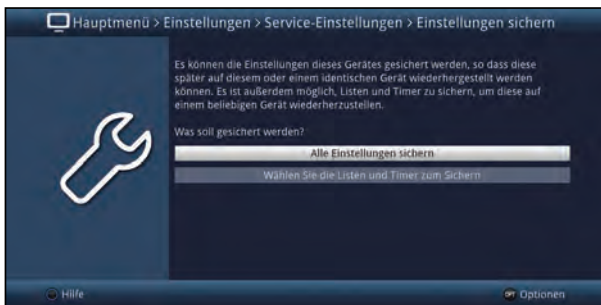 Hauptmenü > Einstellungen > Service-Einstellungen > Einstellungen sichern
Es können die Einstellungen dieses Gerätes gesichert werden, so dass diese
später auf diesem oder einem identischen Gerät wiederhergestellt werden
können. Es ist außerdem möglich, Listen und Timer zu sichern, um diese auf
einem beliebigen Gerät wiederherzustellen.
Was soll gesichert werden?
Alle Einstellungen sichern
Wählen Sie die Listen und Timer zum Sichern
Hilfe
OPT Optionen